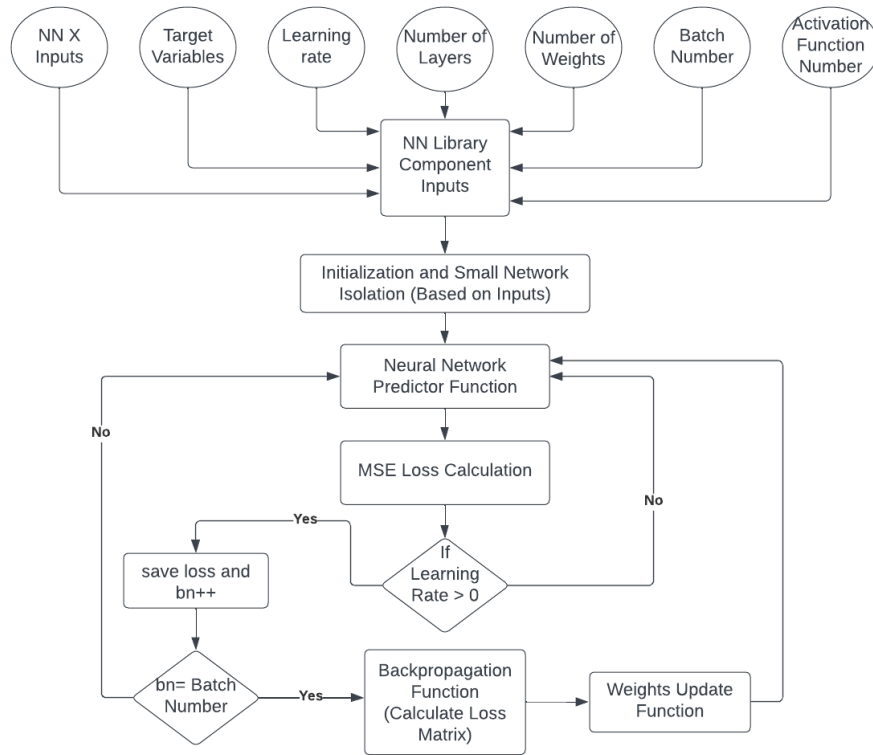 NN X
Inputs
Target
Variables
Learning
rate
Number of
Layers
Number of
Weights
Batch
Number
Activation
Function
Number
NN Library
Component
Inputs
Initialization and Small Network
Isolation (Based on Inputs)
Neural Network
Predictor Function
No
MSE Loss Calculation
No
Yes
If
Learning
Rate > 0
save loss and
bn++
bn= Batch
Number
Yes
Backpropagation
Function
(Calculate Loss
Matrix)
Weights Update
Function